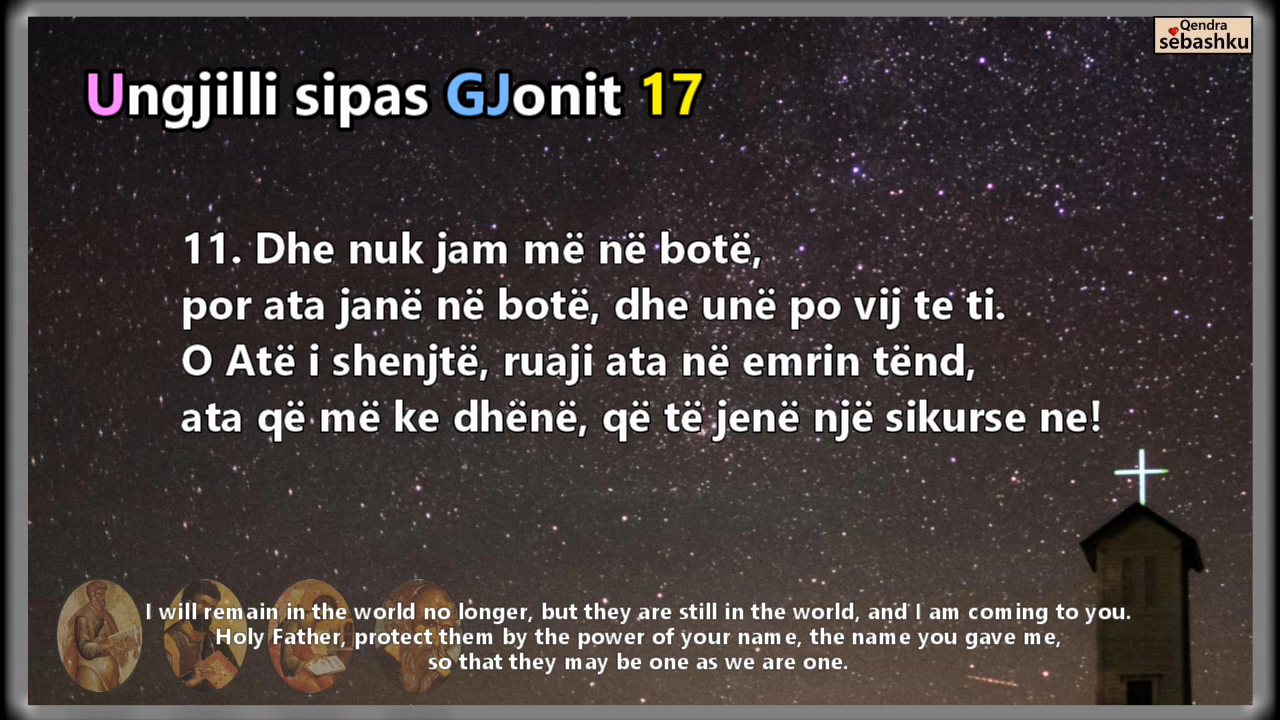 Qendra
sëbashku
Ungjilli sipas GJonit 17
11. Dhe nuk jam më në botë,
por ata janë në botë, dhe unë po vij te ti.
O Atë i shenjtë, ruaji ata në emrin tënd,
ata që më ke dhënë, që të jenë një sikurse ne!
I will remain in the world no longer, but they are still in the world, and I am coming to you.
Holy Father, protect them by the power of your name, the name you gave me,
so that they may be one as we are one.